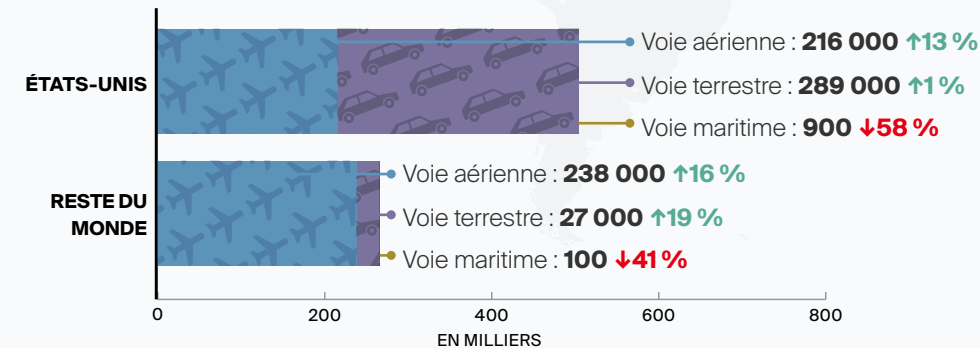 ÉTATS-UNIS
Voie aérienne : 216 000 ↑13 %
Voie terrestre : 289 000 ↑1 %
Voie maritime : 900 ↓58 %
RESTE DU
MONDE
Voie aérienne : 238 000 ↑16 %
Voie terrestre : 27 000 ↑19 %
Voie maritime : 100 ↓41 %
0 200 400 600 800
EN MILLIERS